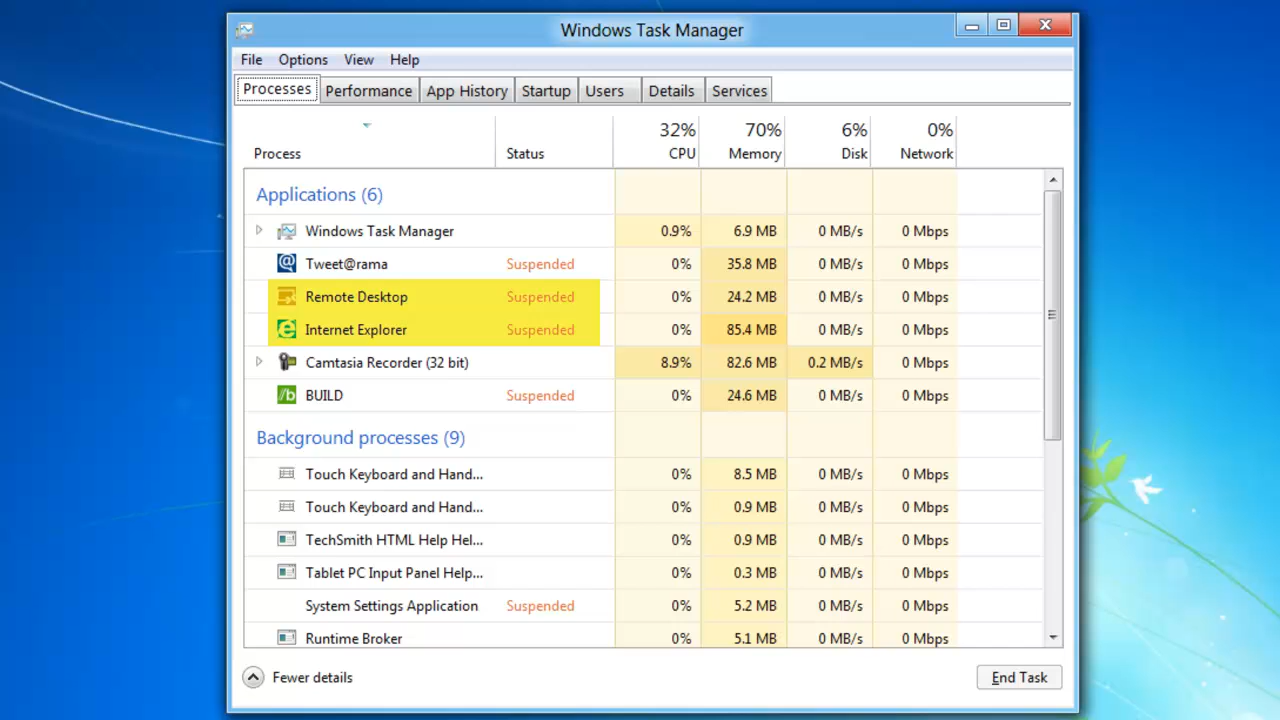 Windows Task Manager
File Options View Help
Processes Performance App History Startup Users Details Services
32% 70% 6% 0%
Process Status CPU Memory Disk Network
Applications (6)
Windows Task Manager 0.9% 6.9 MB 0 MB/s 0 Mbps
Tweet@rama Suspended 0% 35.8 MB 0 MB/s 0 Mbps
Remote Desktop Suspended 0% 24.2 MB 0 MB/s 0 Mbps
Internet Explorer Suspended 0% 85.4 MB 0 MB/s 0 Mbps
Camtasia Recorder (32 bit) 8.9% 82.6 MB 0.2 MB/s 0 Mbps
BUILD Suspended 0% 24.6 MB 0 MB/s 0 Mbps
Background processes (9)
Touch Keyboard and Hand... 0% 8.5 MB 0 MB/s 0 Mbps
Touch Keyboard and Hand... 0% 0.9 MB 0 MB/s 0 Mbps
TechSmith HTML Help Hel... 0% 0.9 MB 0 MB/s 0 Mbps
Tablet PC Input Panel Help... 0% 0.3 MB 0 MB/s 0 Mbps
System Settings Application Suspended 0% 5.2 MB 0 MB/s 0 Mbps
Runtime Broker 0% 5.1 MB 0 MB/s 0 Mbps
Fewer details End Task